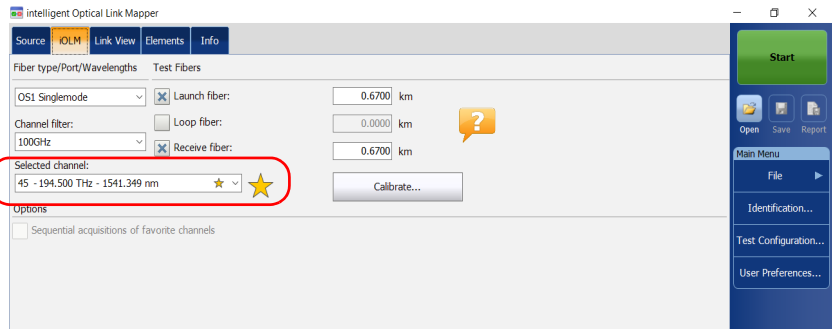 intelligent Optical Link Mapper
Source iOLM Link View Elements Info
Fiber type/Port/Wavelengths Test Fibers
OS1 Singlemode
Launch fiber: 0.6700 km
Channel filter:
Loop fiber: 0.0000 km
100GHz
Receive fiber: 0.6700 km
Selected channel:
45 - 194.500 THz - 1541.349 nm
Calibrate...
Options
Sequential acquisitions of favorite channels
?
Start
Open Save Report
Main Menu
File
Identification...
Test Configuration...
User Preferences...